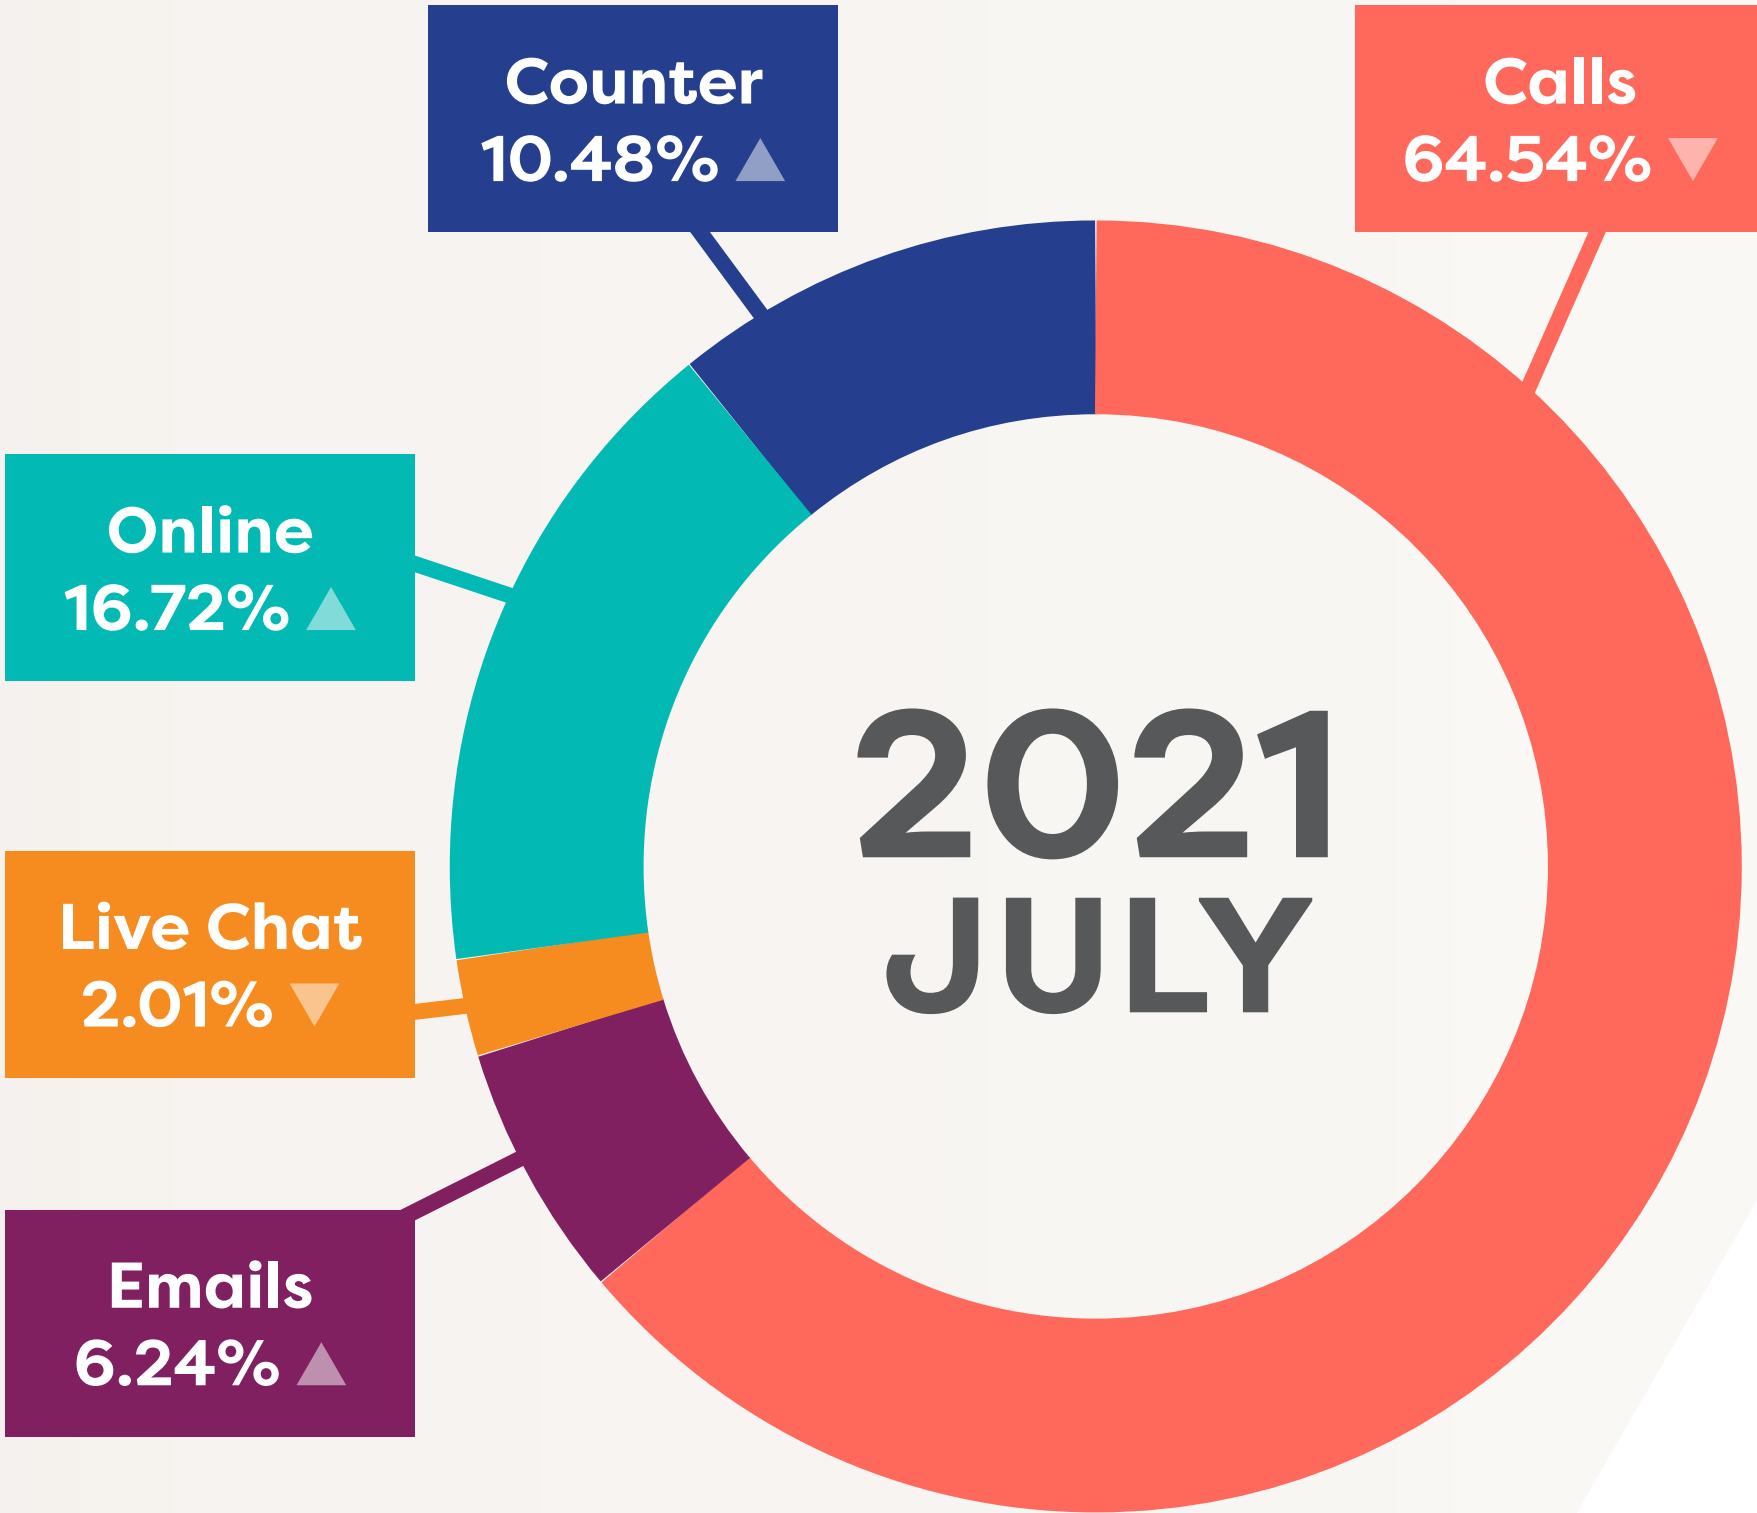 Counter
10.48% ▲
Calls
64.54% ▼
Online
16.72% ▲
Live Chat
2.01% ▼
Emails
6.24% ▲
2021
JULY